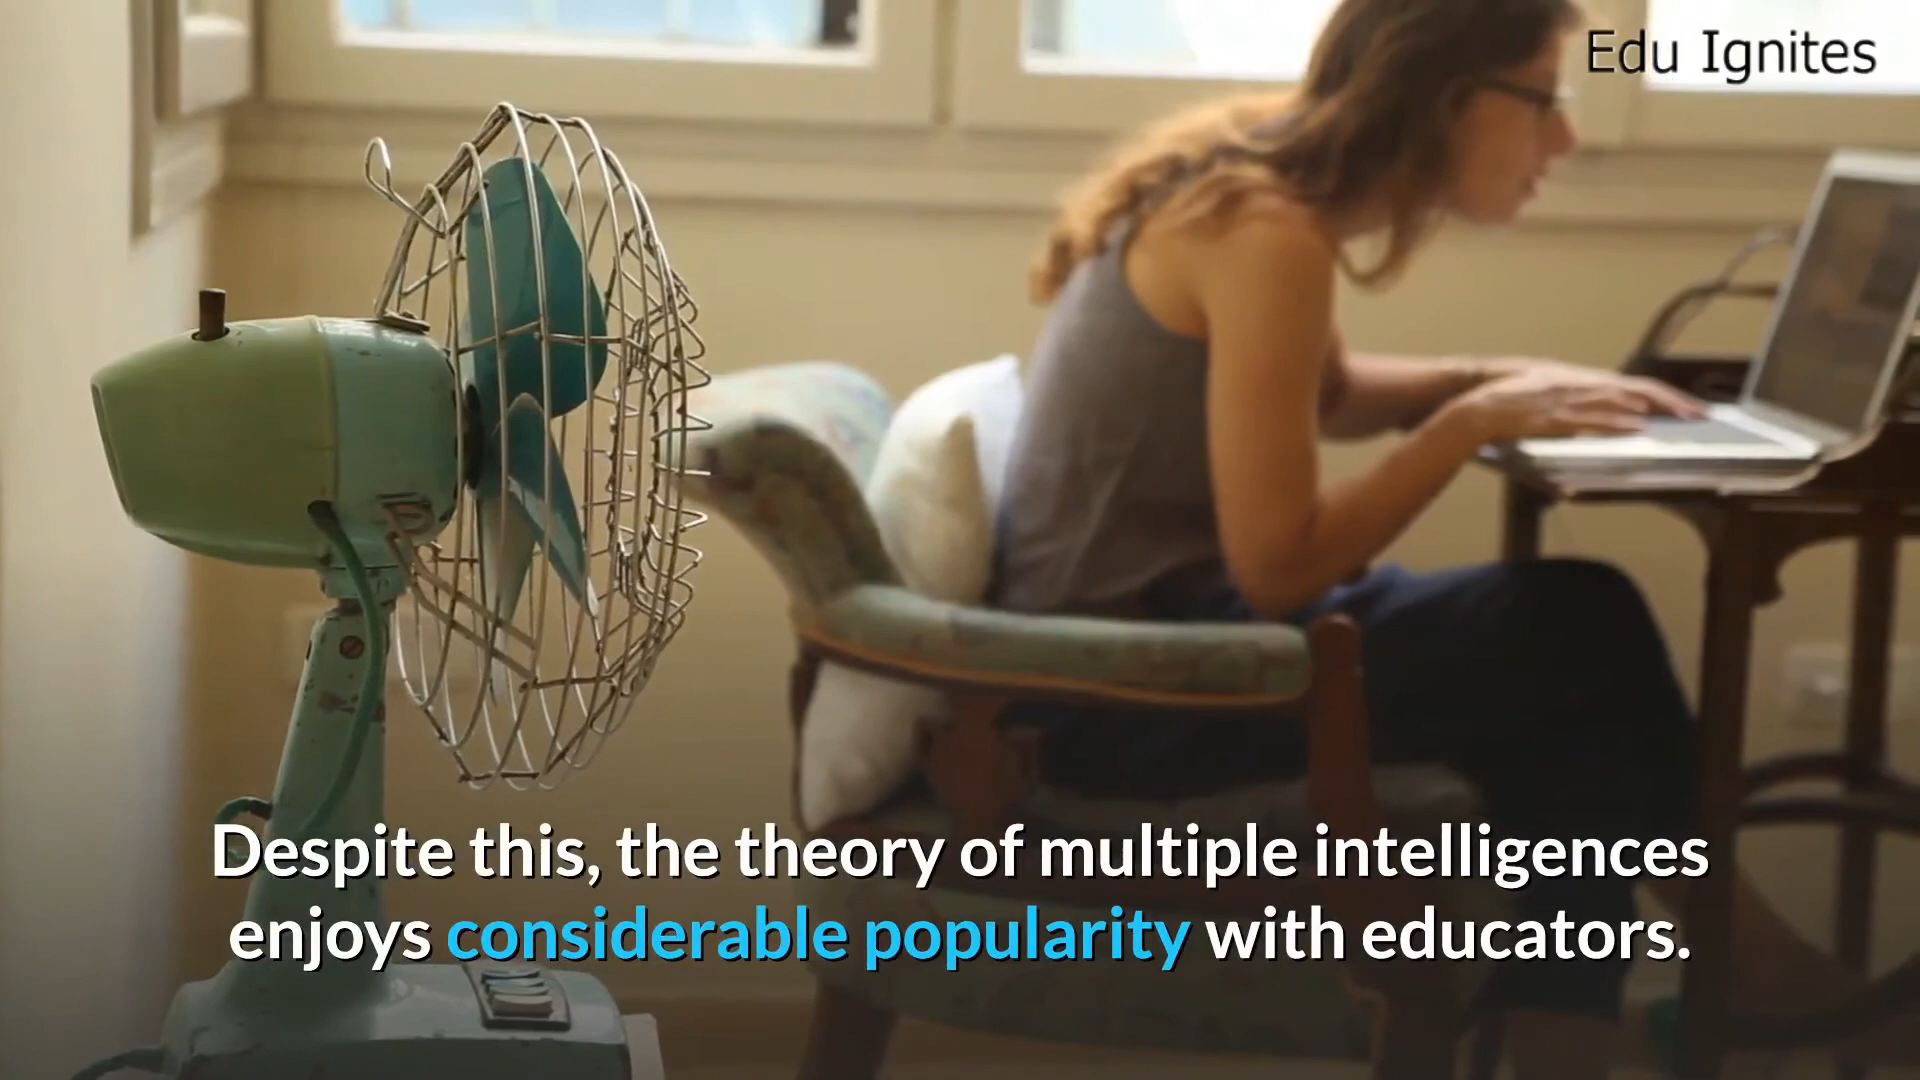 Edu Ignites
Despite this, the theory of multiple intelligences
enjoys considerable popularity with educators.